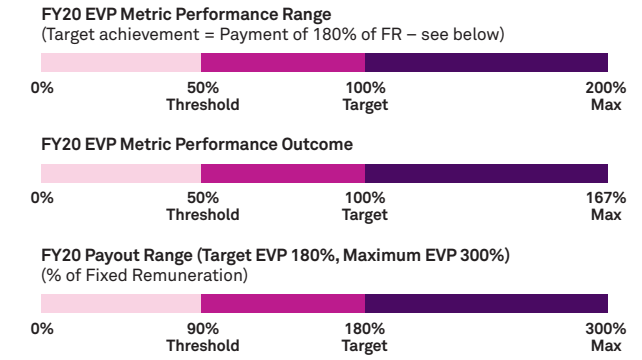 FY20 EVP Metric Performance Range
(Target achievement = Payment of 180% of FR – see below)
0% 50% 100% 200%
Threshold Target Max
FY20 EVP Metric Performance Outcome
0% 50% 100% 167%
Threshold Target Max
FY20 Payout Range (Target EVP 180%, Maximum EVP 300%)
(% of Fixed Remuneration)
0% 90% 180% 300%
Threshold Target Max